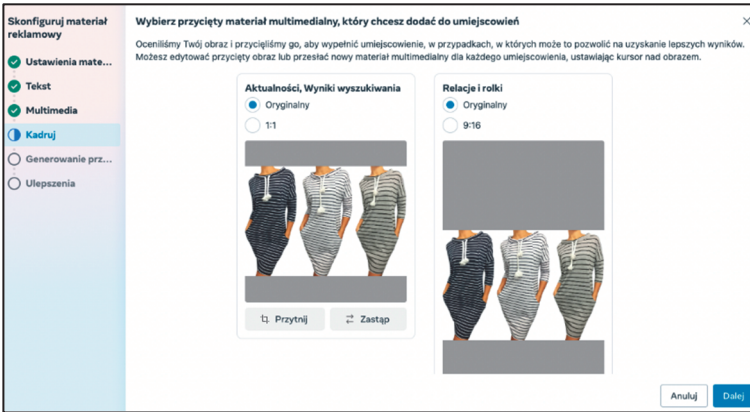 Skonfiguruj materiał
reklamowy
Ustawienia mate...
Tekst
Multimedia
Kadruj
Generowanie prz...
Ulepszenia
Wybierz przycięty materiał multimedialny, który chcesz dodać do umiejscowień
Oceniliśmy Twój obraz i przycięliśmy go, aby wypełnić umiejscowienie, w przypadkach, w których może to pozwolić na uzyskanie lepszych wyników.
Możesz edytować przycięty obraz lub przesłać nowy materiał multimedialny dla każdego umiejscowienia, ustawiając kursor nad obrazem.
Aktualności, Wyniki wyszukiwania
Oryginalny
1:1
Przytnij
Zastąp
Relacje i rolki
Oryginalny
9:16
Anuluj
Dalej